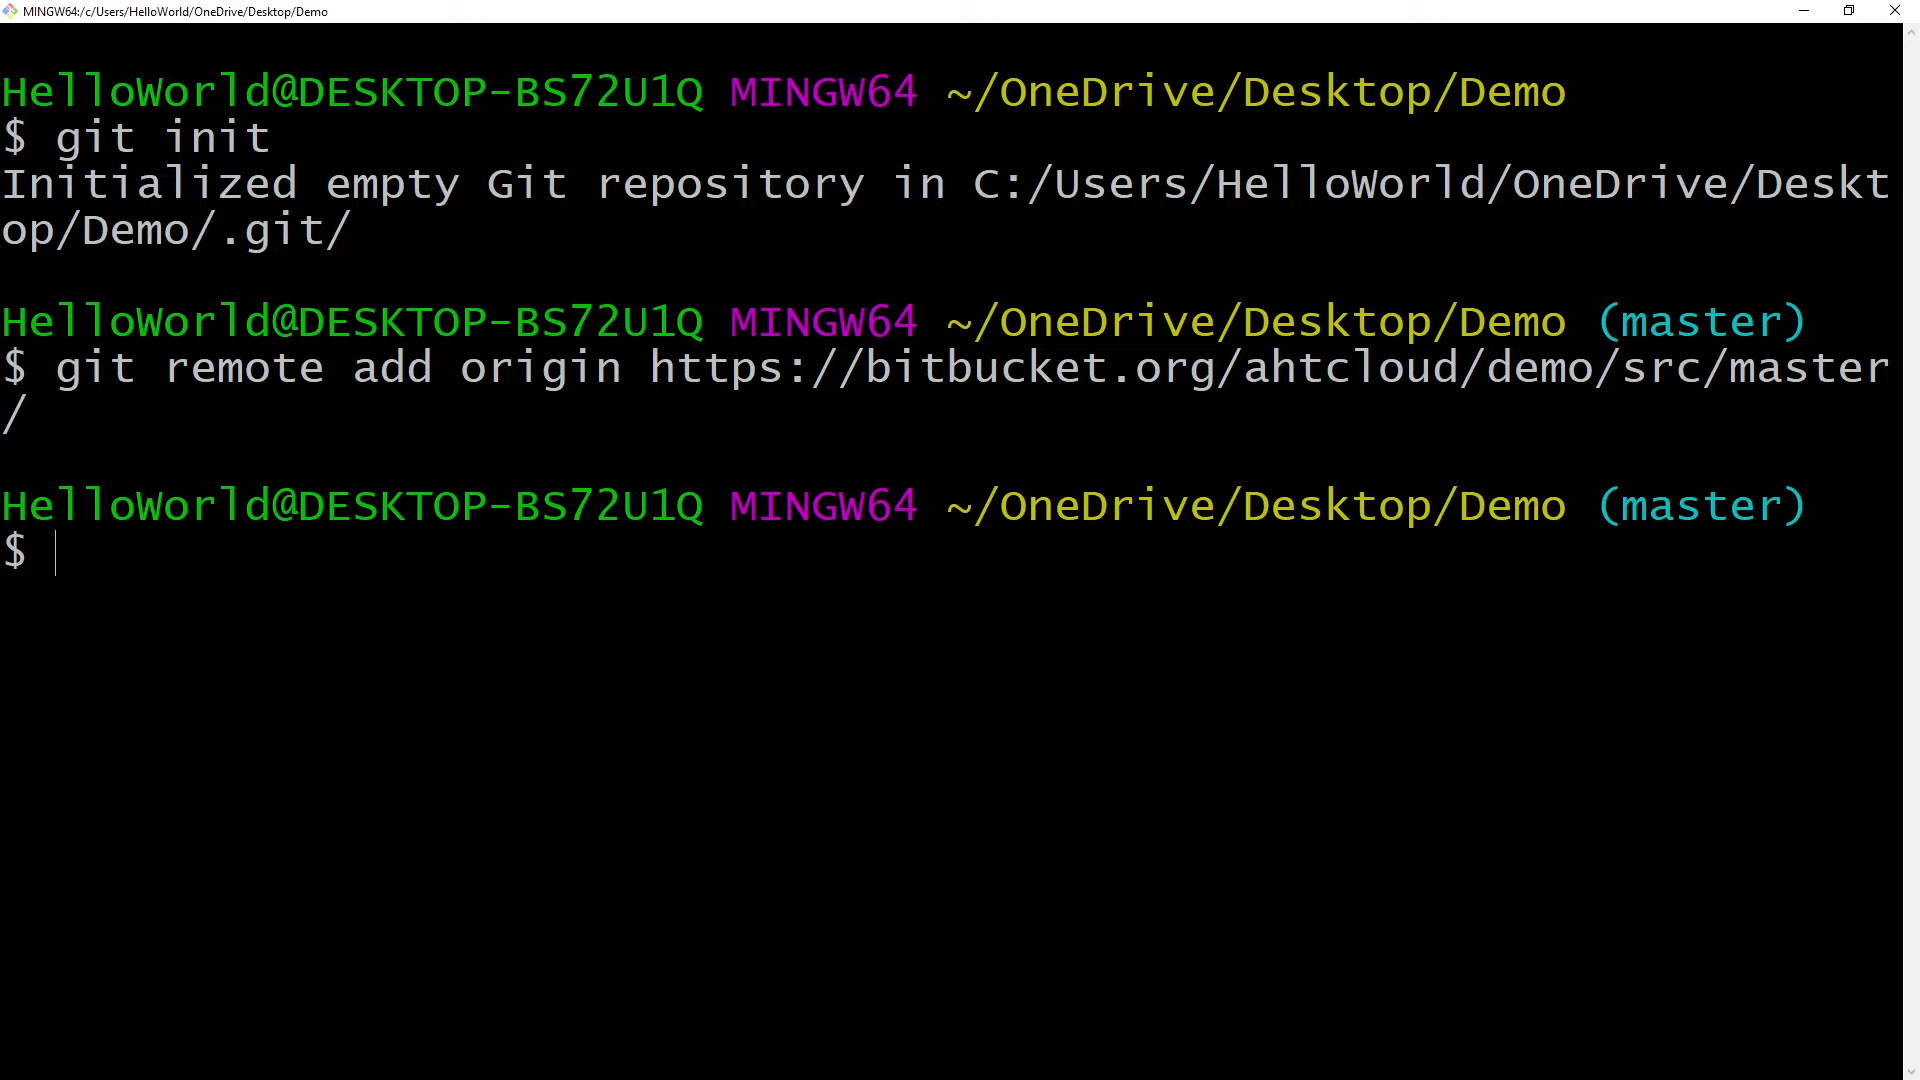 MINGW64:/c/Users/HelloWorld/OneDrive/Desktop/Demo
HelloWorld@DESKTOP-BS72U1Q MINGW64 ~/OneDrive/Desktop/Demo
$ git init
Initialized empty Git repository in C:/Users/HelloWorld/OneDrive/Deskt
op/Demo/.git/
HelloWorld@DESKTOP-BS72U1Q MINGW64 ~/OneDrive/Desktop/Demo (master)
$ git remote add origin https://bitbucket.org/ahtcloud/demo/src/master
/
HelloWorld@DESKTOP-BS72U1Q MINGW64 ~/OneDrive/Desktop/Demo (master)
$